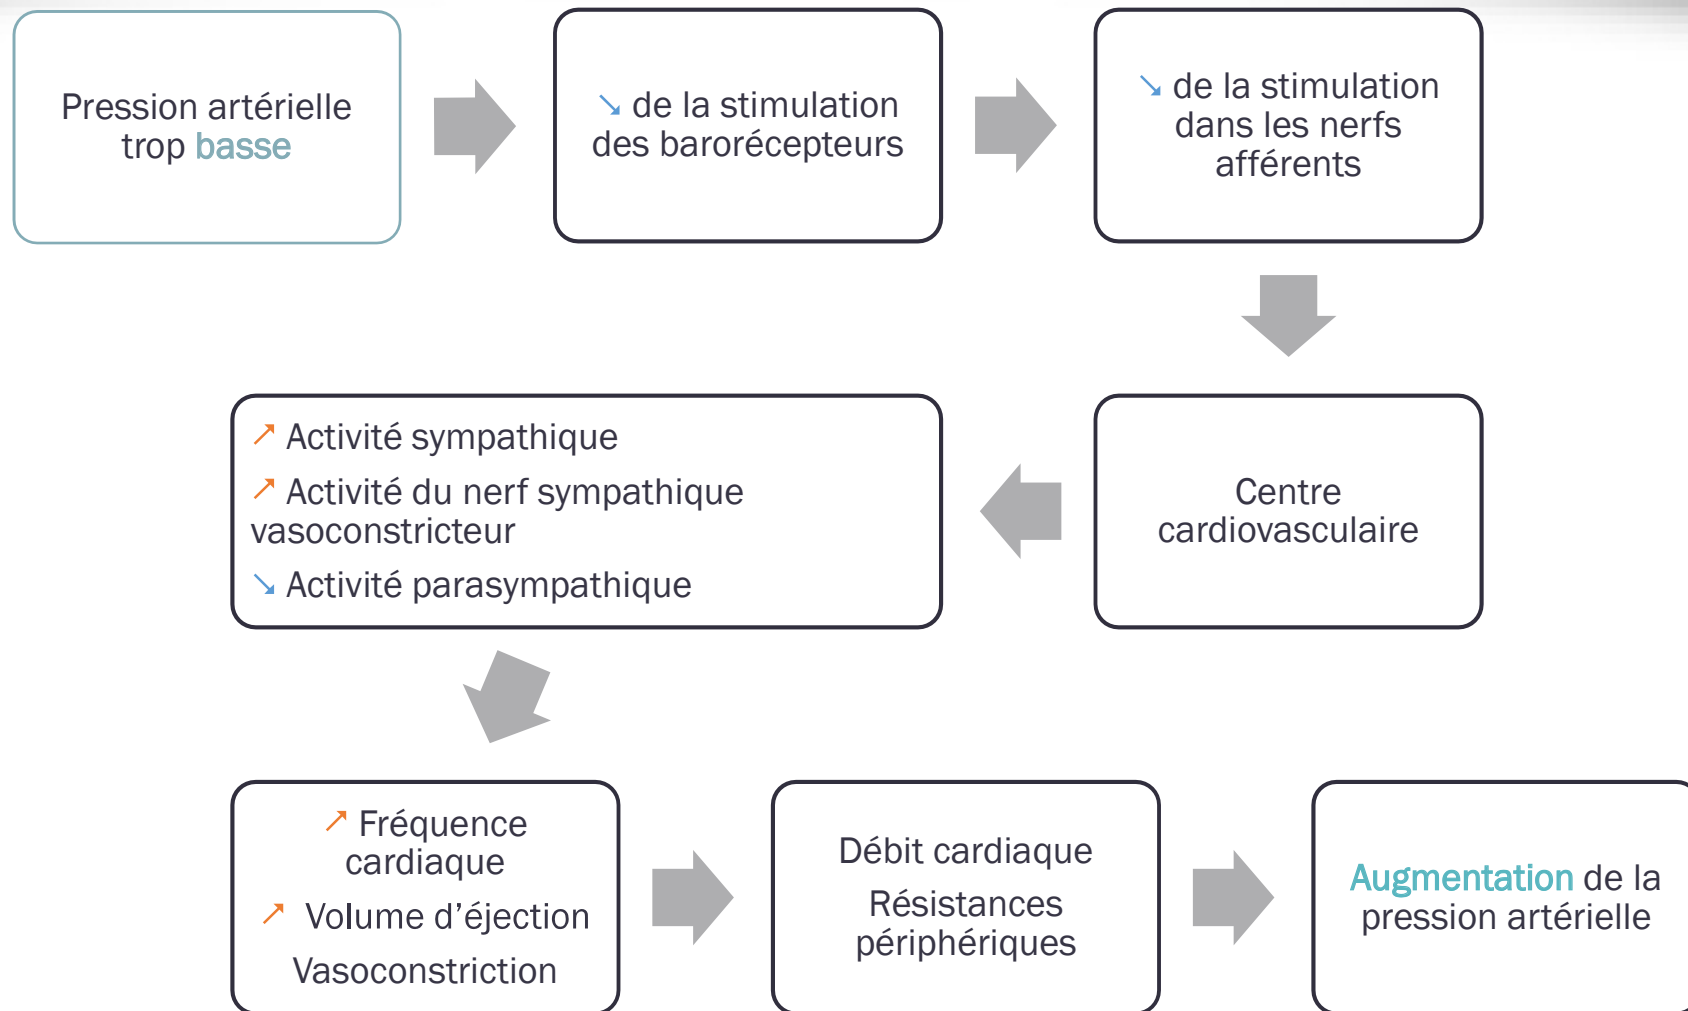 Pression artérielle
trop basse
↘ de la stimulation
des barorécepteurs
↘ de la stimulation
dans les nerfs
afférents
Centre
cardiovasculaire
↗ Activité sympathique
↗ Activité du nerf sympathique
vasoconstricteur
↘ Activité parasympathique
↗ Fréquence
cardiaque
↗ Volume d’éjection
Vasoconstriction
Débit cardiaque
Résistances
périphériques
Augmentation de la
pression artérielle